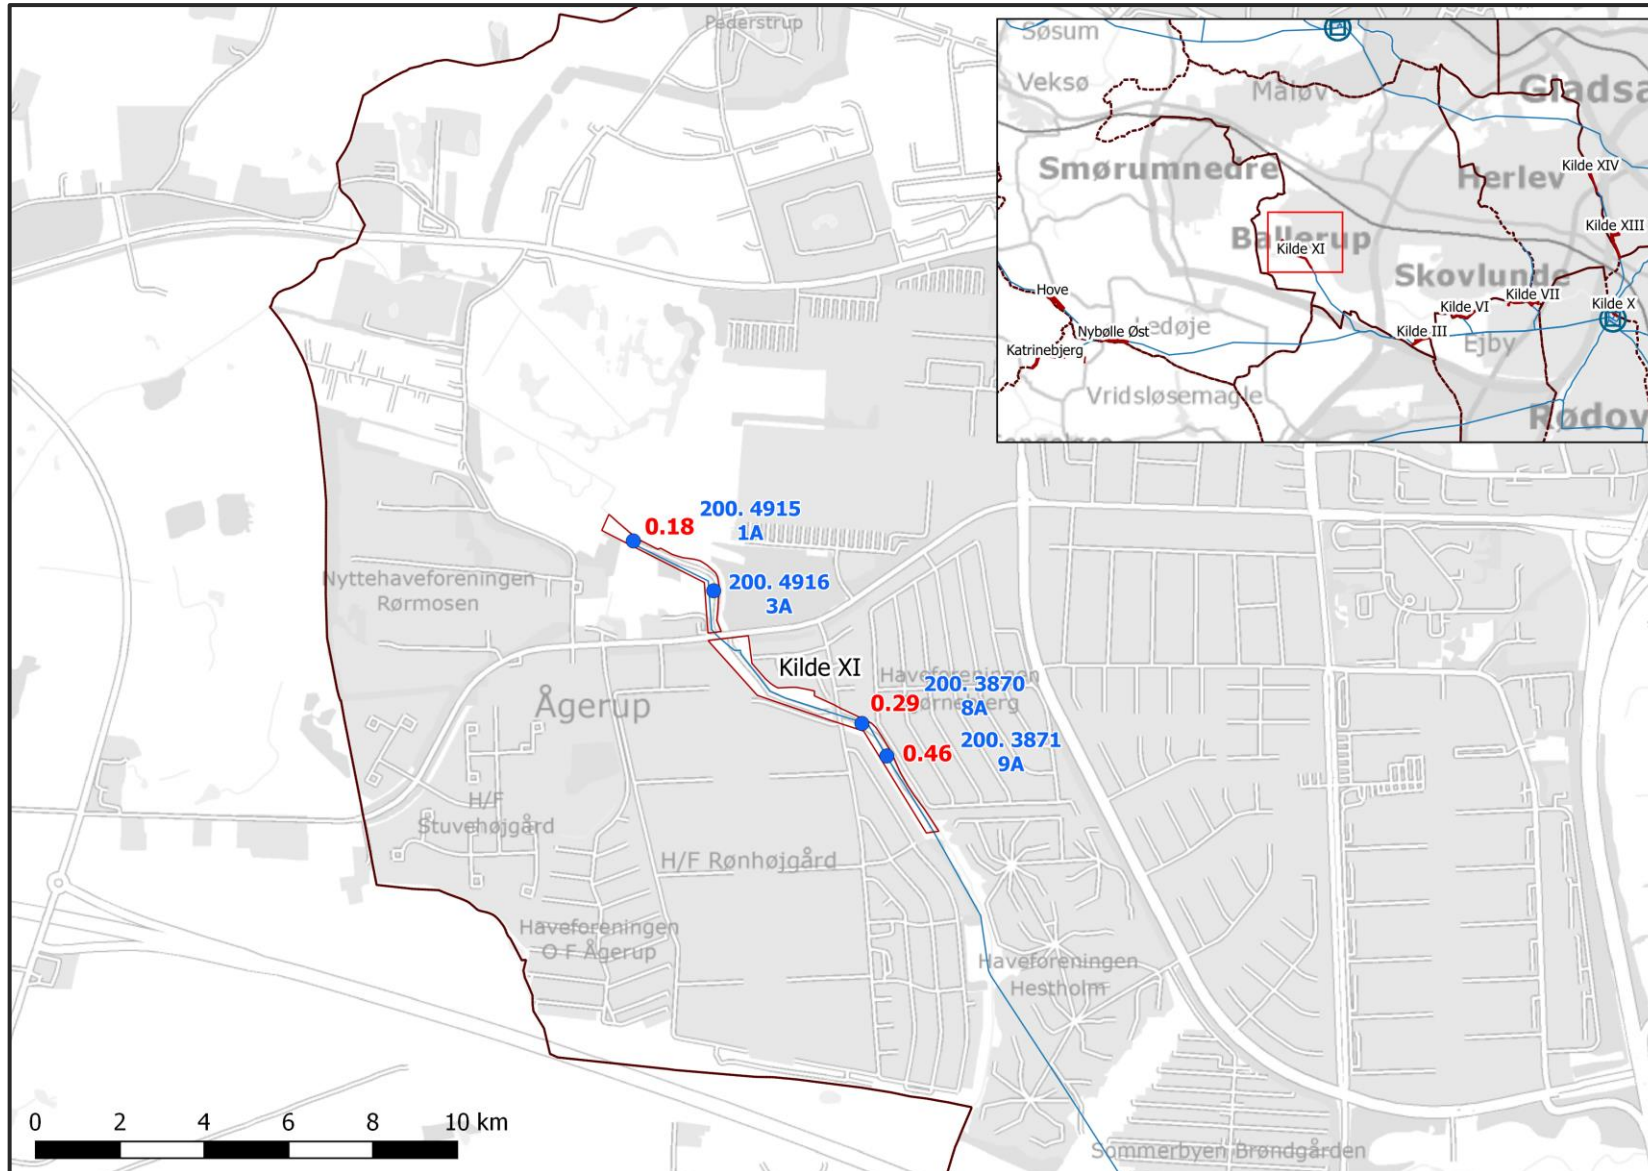 Pederstrup
Søsum
Veksø
Måløv
Gladsa
Smørumnedre
Kilde XIV
Herlev
Ballerup
Kilde XI
Kilde XIII
Skovlunde
Hove
Kilde VII
Kilde VI
Kilde X
Nybølle Øst
Ledøje
Kilde III
Ejby
Katrinebjerg
Vridsløsemagle
Rødov
0.18
200. 4915
1A
200. 4916
3A
Nyttehaveforeningen
Rørmosen
Kilde XI
Haveforeningen
0.29
200. 3870
8A
Ågerup
0.46
200. 3871
9A
H/F
Stuvehøjgård
H/F Rønhøjgård
Haveforeningen
O F Ågerup
Haveforeningen
Hestholm
0 2 4 6 8 10 km
Sommerbyen Brøndgården